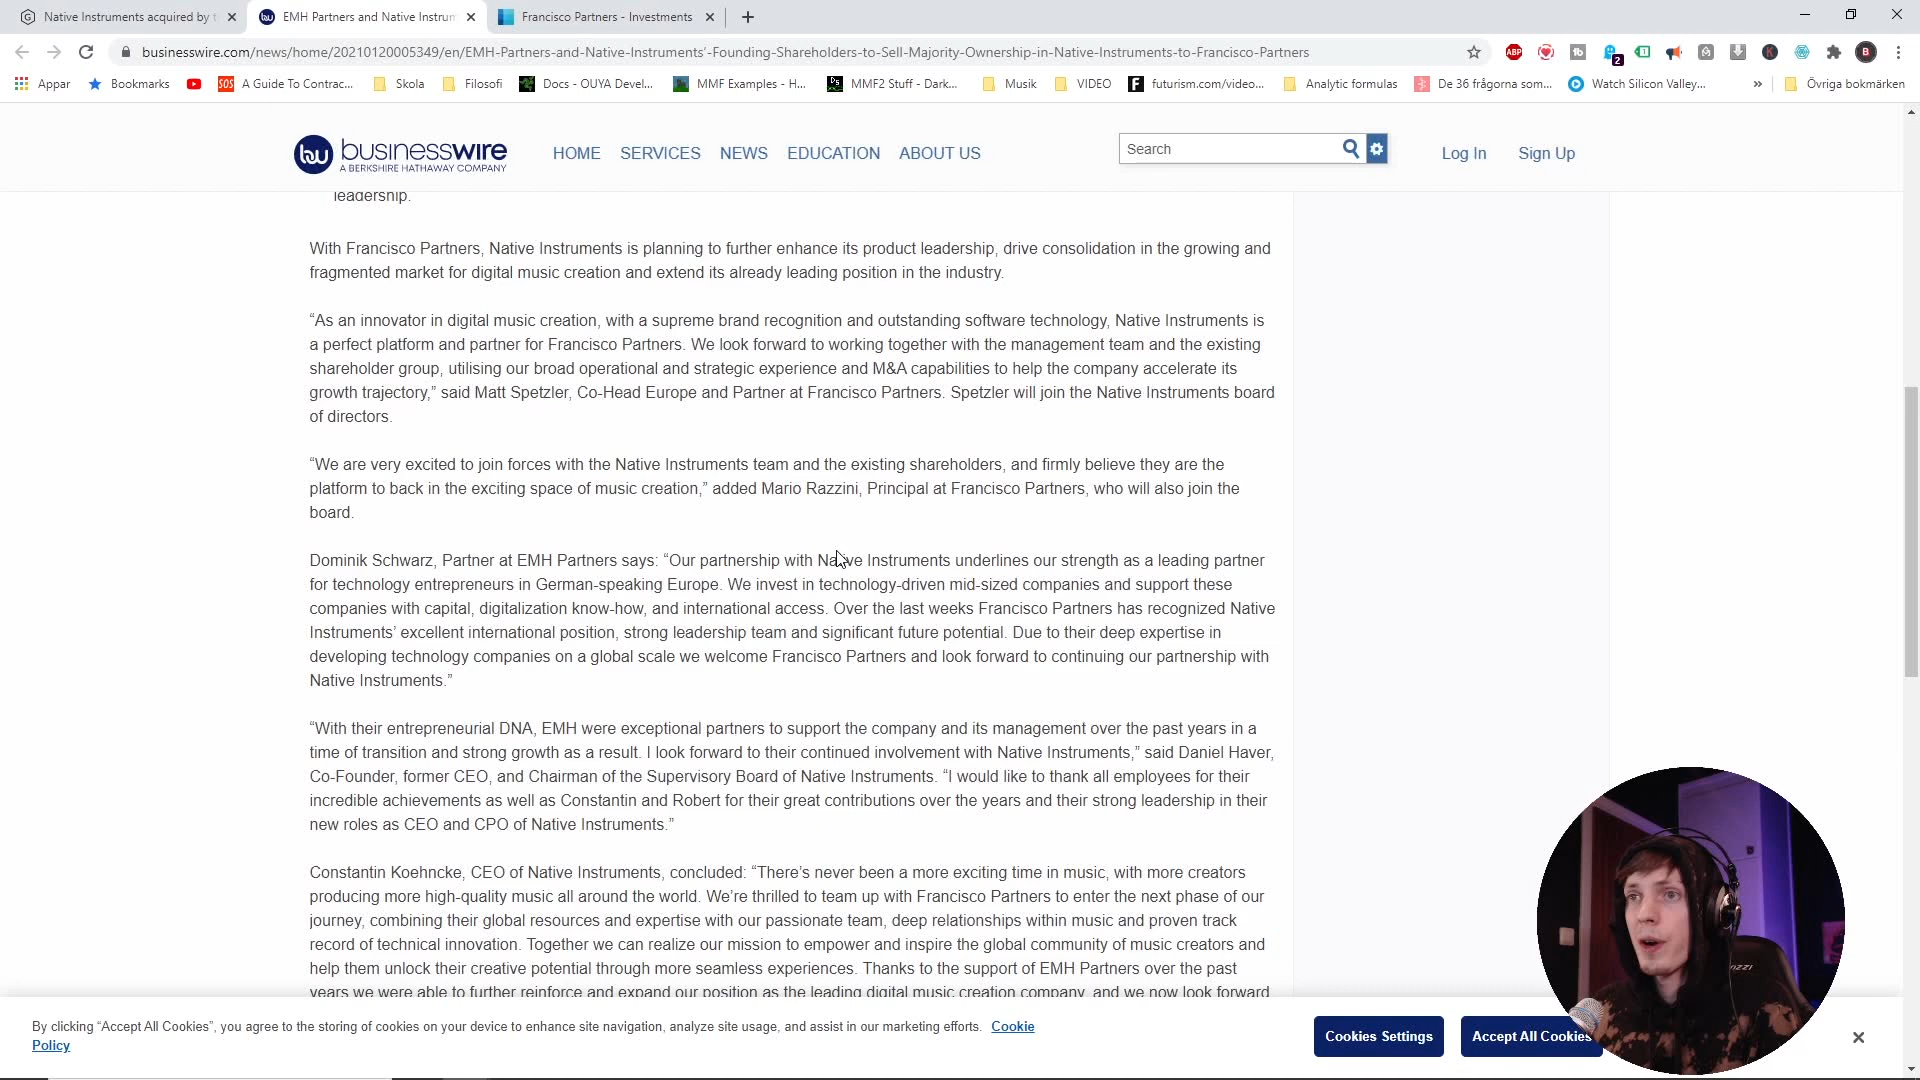 Native Instruments acquired by
EMH Partners and Native Instrum
Francisco Partners - Investments
businesswire.com/news/home/20210120005349/en/EMH-Partners-and-Native-Instruments’-Founding-Shareholders-to-Sell-Majority-Ownership-in-Native-Instruments-to-Francisco-Partners
ABP
2
K
B
Appar
Bookmarks
SOS
A Guide To Contrac...
Skola
Filosofi
Docs - OUYA Devel...
MMF Examples - H...
MMF2 Stuff - Dark...
Musik
VIDEO
F
futurism.com/video...
Analytic formulas
De 36 frågorna som...
Watch Silicon Valley...
»
Övriga bokmärken
bw businesswire
A BERKSHIRE HATHAWAY COMPANY
HOME
SERVICES
NEWS
EDUCATION
ABOUT US
Search
Log In
Sign Up
leadership.
With Francisco Partners, Native Instruments is planning to further enhance its product leadership, drive consolidation in the growing and
fragmented market for digital music creation and extend its already leading position in the industry.
“As an innovator in digital music creation, with a supreme brand recognition and outstanding software technology, Native Instruments is
a perfect platform and partner for Francisco Partners. We look forward to working together with the management team and the existing
shareholder group, utilising our broad operational and strategic experience and M&A capabilities to help the company accelerate its
growth trajectory,” said Matt Spetzler, Co-Head Europe and Partner at Francisco Partners. Spetzler will join the Native Instruments board
of directors.
“We are very excited to join forces with the Native Instruments team and the existing shareholders, and firmly believe they are the
platform to back in the exciting space of music creation,” added Mario Razzini, Principal at Francisco Partners, who will also join the
board.
Dominik Schwarz, Partner at EMH Partners says: “Our partnership with Native Instruments underlines our strength as a leading partner
for technology entrepreneurs in German-speaking Europe. We invest in technology-driven mid-sized companies and support these
companies with capital, digitalization know-how, and international access. Over the last weeks Francisco Partners has recognized Native
Instruments’ excellent international position, strong leadership team and significant future potential. Due to their deep expertise in
developing technology companies on a global scale we welcome Francisco Partners and look forward to continuing our partnership with
Native Instruments.”
“With their entrepreneurial DNA, EMH were exceptional partners to support the company and its management over the past years in a
time of transition and strong growth as a result. I look forward to their continued involvement with Native Instruments,” said Daniel Haver,
Co-Founder, former CEO, and Chairman of the Supervisory Board of Native Instruments. “I would like to thank all employees for their
incredible achievements as well as Constantin and Robert for their great contributions over the years and their strong leadership in their
new roles as CEO and CPO of Native Instruments.”
Constantin Koehncke, CEO of Native Instruments, concluded: “There’s never been a more exciting time in music, with more creators
producing more high-quality music all around the world. We’re thrilled to team up with Francisco Partners to enter the next phase of our
journey, combining their global resources and expertise with our passionate team, deep relationships within music and proven track
record of technical innovation. Together we can realize our mission to empower and inspire the global community of music creators and
help them unlock their creative potential through more seamless experiences. Thanks to the support of EMH Partners over the past
years we were able to further reinforce and expand our position as the leading digital music creation company, and we now look forward
By clicking “Accept All Cookies”, you agree to the storing of cookies on your device to enhance site navigation, analyze site usage, and assist in our marketing efforts. Cookie
Policy
Cookies Settings
Accept All Cookies